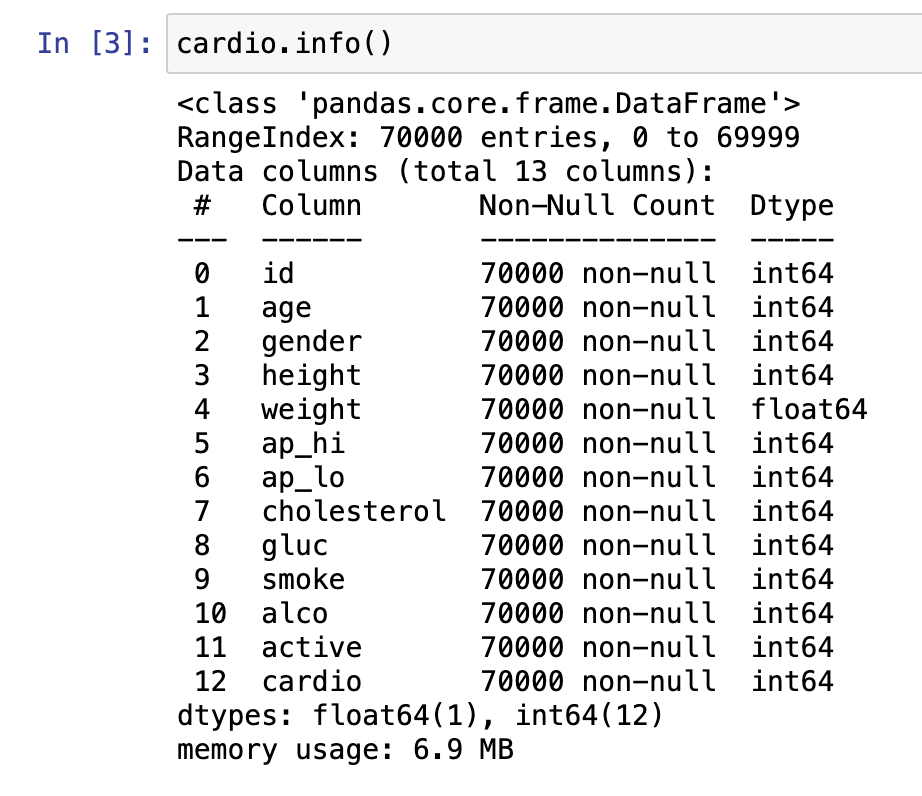 In [3]: cardio.info()
<class 'pandas.core.frame.DataFrame'>
RangeIndex: 70000 entries, 0 to 69999
Data columns (total 13 columns):
 #   Column       Non-Null Count  Dtype
---  ------       --------------  -----
 0   id           70000 non-null  int64
 1   age          70000 non-null  int64
 2   gender       70000 non-null  int64
 3   height       70000 non-null  int64
 4   weight       70000 non-null  float64
 5   ap_hi        70000 non-null  int64
 6   ap_lo        70000 non-null  int64
 7   cholesterol  70000 non-null  int64
 8   gluc         70000 non-null  int64
 9   smoke        70000 non-null  int64
 10  alco         70000 non-null  int64
 11  active       70000 non-null  int64
 12  cardio       70000 non-null  int64
dtypes: float64(1), int64(12)
memory usage: 6.9 MB